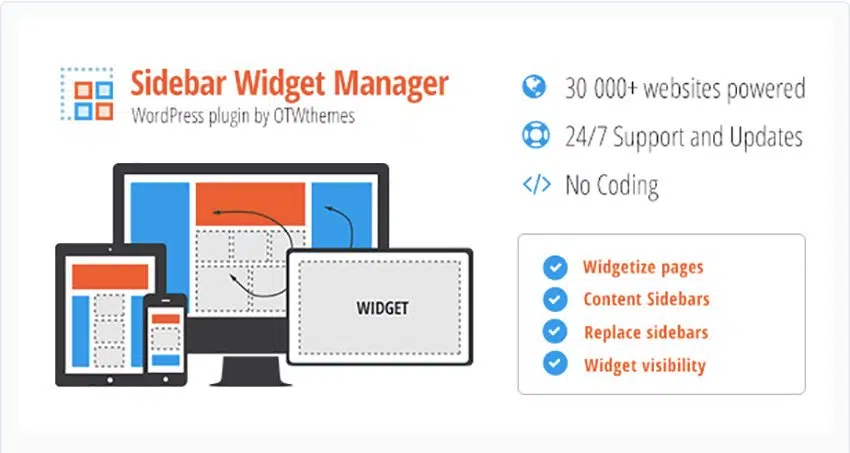 Sidebar Widget Manager
WordPress plugin by OTWthemes
30 000+ websites powered
24/7 Support and Updates
</> No Coding
WIDGET
Widgetize pages
Content Sidebars
Replace sidebars
Widget visibility